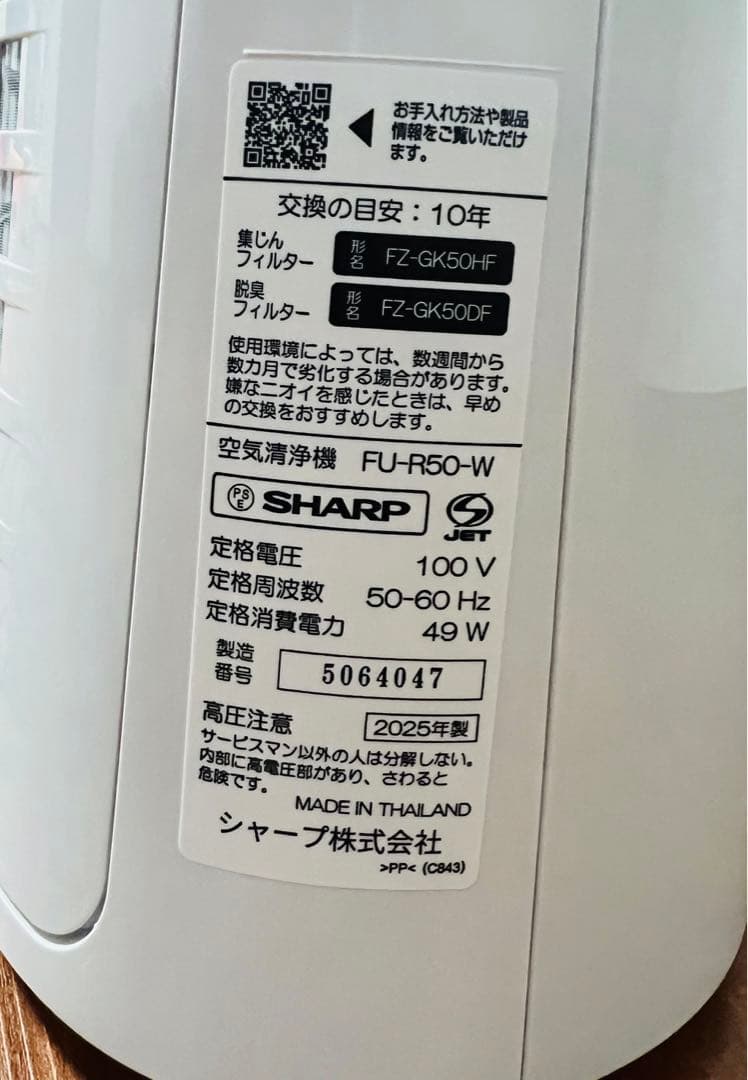 お手入れ方法や製品
情報をご覧いただけ
ます。
交換の目安：10年
集じん
フィルター
形名 FZ-GK50HF
脱臭
フィルター
形名 FZ-GK50DF
使用環境によっては、数週間から
数カ月で劣化する場合があります。
嫌なニオイを感じたときは、早め
の交換をおすすめします。
空気清浄機 FU-R50-W
PSE SHARP JET
定格電圧 100 V
定格周波数 50-60 Hz
定格消費電力 49 W
製造
番号 5064047
高圧注意 2025年製
サービスマン以外の人は分解しない。
内部に高電圧部があり、さわると
危険です。
MADE IN THAILAND
シャープ株式会社
>PP< (C843)